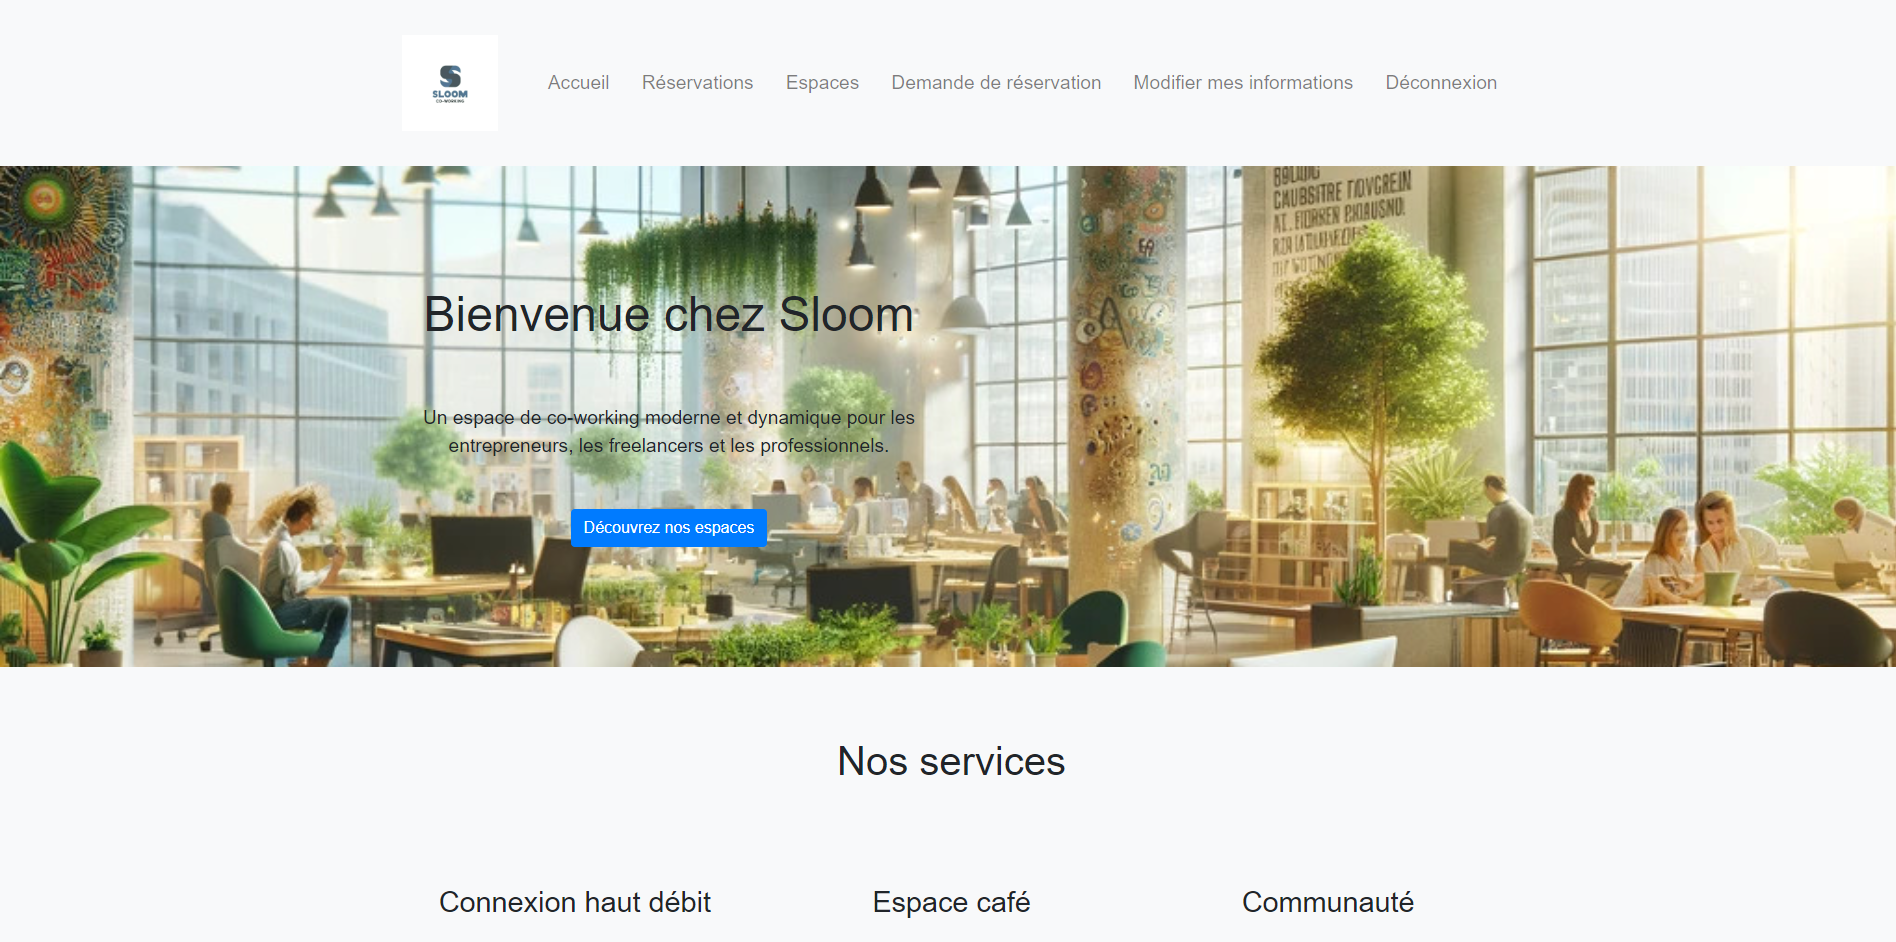 SLOOM
CO-WORKING
Accueil Réservations Espaces Demande de réservation Modifier mes informations Déconnexion
Bienvenue chez Sloom
Un espace de co-working moderne et dynamique pour les
entrepreneurs, les freelancers et les professionnels.
Découvrez nos espaces
Nos services
Connexion haut débit Espace café Communauté